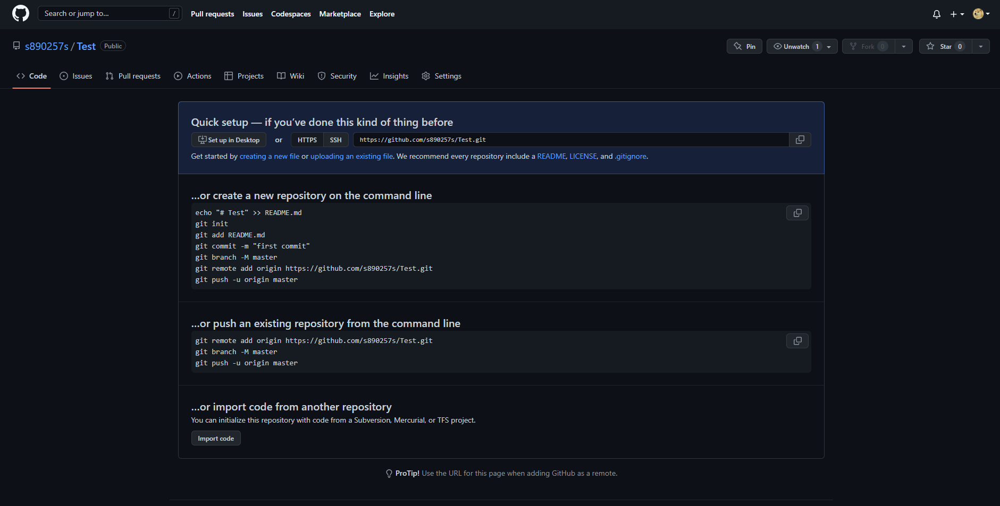 Search or jump to... /
Pull requests Issues Codespaces Marketplace Explore
s890257s / Test Public
Pin Unwatch 1 Fork 0 Star 0
Code Issues Pull requests Actions Projects Wiki Security Insights Settings
Quick setup — if you’ve done this kind of thing before
Set up in Desktop or HTTPS SSH https://github.com/s890257s/Test.git
Get started by creating a new file or uploading an existing file. We recommend every repository include a README, LICENSE, and .gitignore.
…or create a new repository on the command line
echo "# Test" >> README.md
git init
git add README.md
git commit -m "first commit"
git branch -M master
git remote add origin https://github.com/s890257s/Test.git
git push -u origin master
…or push an existing repository from the command line
git remote add origin https://github.com/s890257s/Test.git
git branch -M master
git push -u origin master
…or import code from another repository
You can initialize this repository with code from a Subversion, Mercurial, or TFS project.
Import code
ProTip! Use the URL for this page when adding GitHub as a remote.